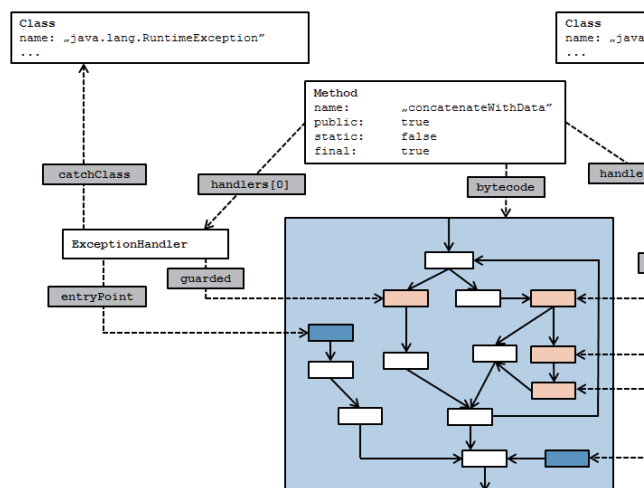 Class
name: „java.lang.RuntimeException”
...
Class
name: „java
...
Method
name: „concatenateWithData”
public: true
static: false
final: true
catchClass
handlers[0]
bytecode
handle
ExceptionHandler
guarded
entryPoint